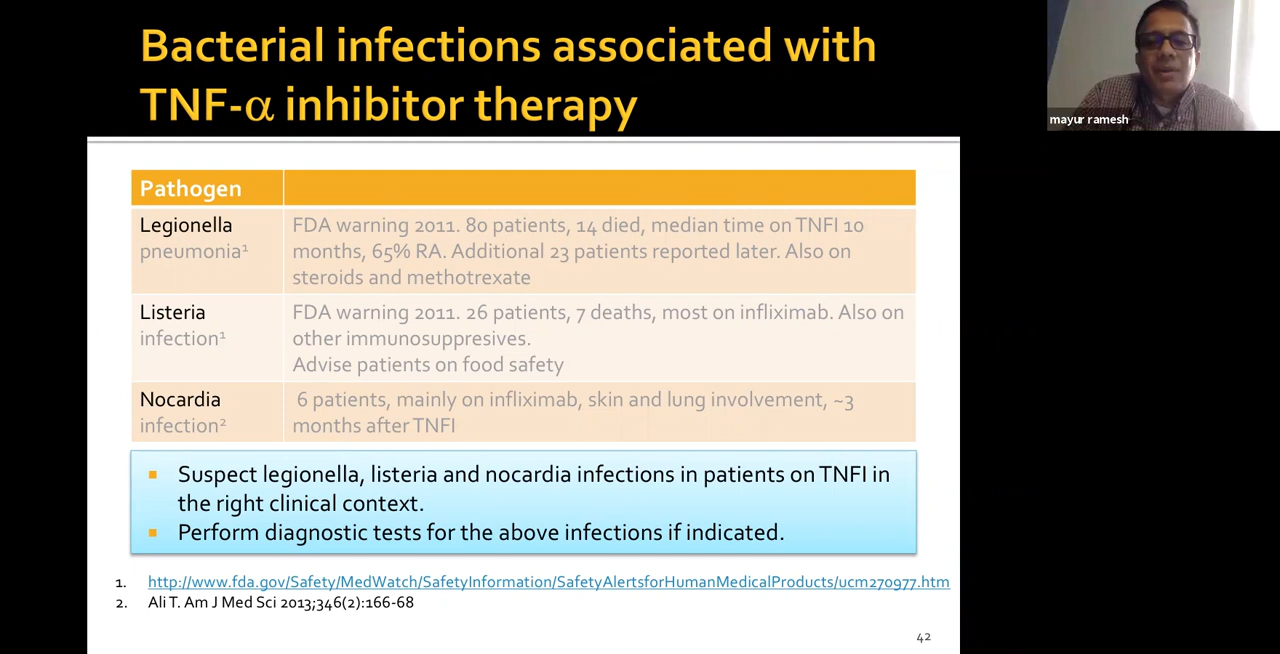 Bacterial infections associated with
TNF-α inhibitor therapy
mayur ramesh
Pathogen
Legionella
pneumonia¹
FDA warning 2011. 80 patients, 14 died, median time on TNFI 10
months, 65% RA. Additional 23 patients reported later. Also on
steroids and methotrexate
Listeria
infection¹
FDA warning 2011. 26 patients, 7 deaths, most on infliximab. Also on
other immunosuppresives.
Advise patients on food safety
Nocardia
infection²
6 patients, mainly on infliximab, skin and lung involvement, ~3
months after TNFI
▪ Suspect legionella, listeria and nocardia infections in patients on TNFI in
the right clinical context.
▪ Perform diagnostic tests for the above infections if indicated.
1. http://www.fda.gov/Safety/MedWatch/SafetyInformation/SafetyAlertsforHumanMedicalProducts/ucm270977.htm
2. Ali T. Am J Med Sci 2013;346(2):166-68
42